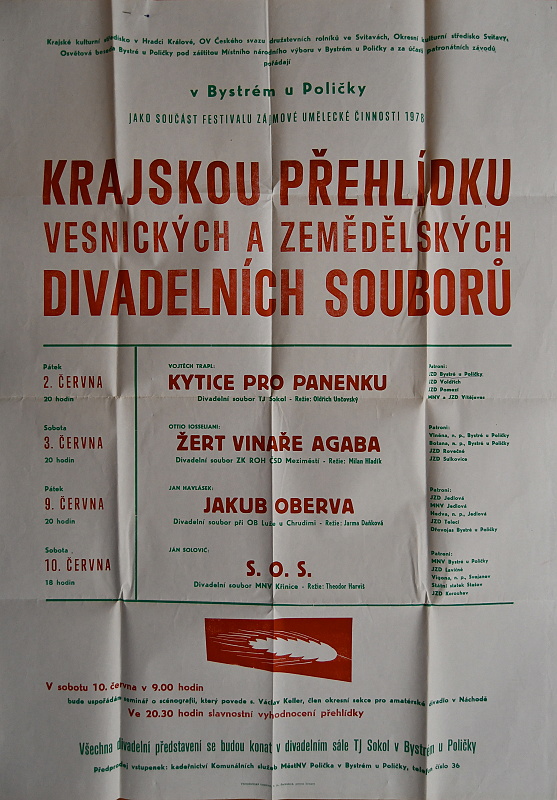 Krajské kulturní středisko v Hradci Králové, OV Českého svazu družstevních rolníků ve Svitavách, Okresní kulturní středisko Svitavy,
Osvětová beseda Bystré u Poličky pod záštitou Místního národního výboru v Bystrém u Poličky a za účasti patronátních závodů
pořádají
v Bystrém u Poličky
JAKO SOUČÁST FESTIVALU ZÁJMOVÉ UMĚLECKÉ ČINNOSTI 1978
KRAJSKOU PŘEHLÍDKU
VESNICKÝCH A ZEMĚDĚLSKÝCH
DIVADELNÍCH SOUBORŮ
Pátek
2. ČERVNA
20 hodin
VOJTĚCH TRAPL:
KYTICE PRO PANENKU
Divadelní soubor TJ Sokol - Režie: Oldřich Unčovský
Patroni:
JZD Bystré u Poličky
JZD Voldřich
JZD Pomezí
MNV a JZD Vítějeves
Sobota
3. ČERVNA
20 hodin
OTTIO IOSSELIANI:
ŽERT VINAŘE AGABA
Divadelní soubor ZK ROH ČSD Meziměstí - Režie: Milan Hladík
Patroni:
Vlněna, n. p., Bystré u Poličky
Botana, n. p., Bystré u Poličky
JZD Rovečné
JZD Sulkovice
Pátek
9. ČERVNA
20 hodin
JAN HAVLÁSEK:
JAKUB OBERVA
Divadelní soubor při OB Luže u Chrudimi - Režie: Jarma Daňková
Patroni:
JZD Jedlová
MNV Jedlová
Hedva, n. p., Jedlová
JZD Telecí
Dřevojas Bystré u Poličky
Sobota
10. ČERVNA
18 hodin
JÁN SOLOVIČ:
S. O. S.
Divadelní soubor MNV Křinice - Režie: Theodor Harwit
Patroni:
MNV Bystré u Poličky
JZD Lavičné
Vigona, n. p., Svojanov
Státní statek
JZD Korouhev
V sobotu 10. června v 9.00 hodin
bude uspořádán seminář o scénografii, který povede s. Václav Keller, člen okresní sekce pro amatérské divadlo v Náchodě
Ve 20.30 hodin slavnostní vyhodnocení přehlídky
Všechna divadelní představení se budou konat v divadelním sále TJ Sokol v Bystrém u Poličky
Předprodej vstupenek: kadeřnictví Komunálních služeb MěstNV Polička v Bystrém u Poličky, telefon číslo 36